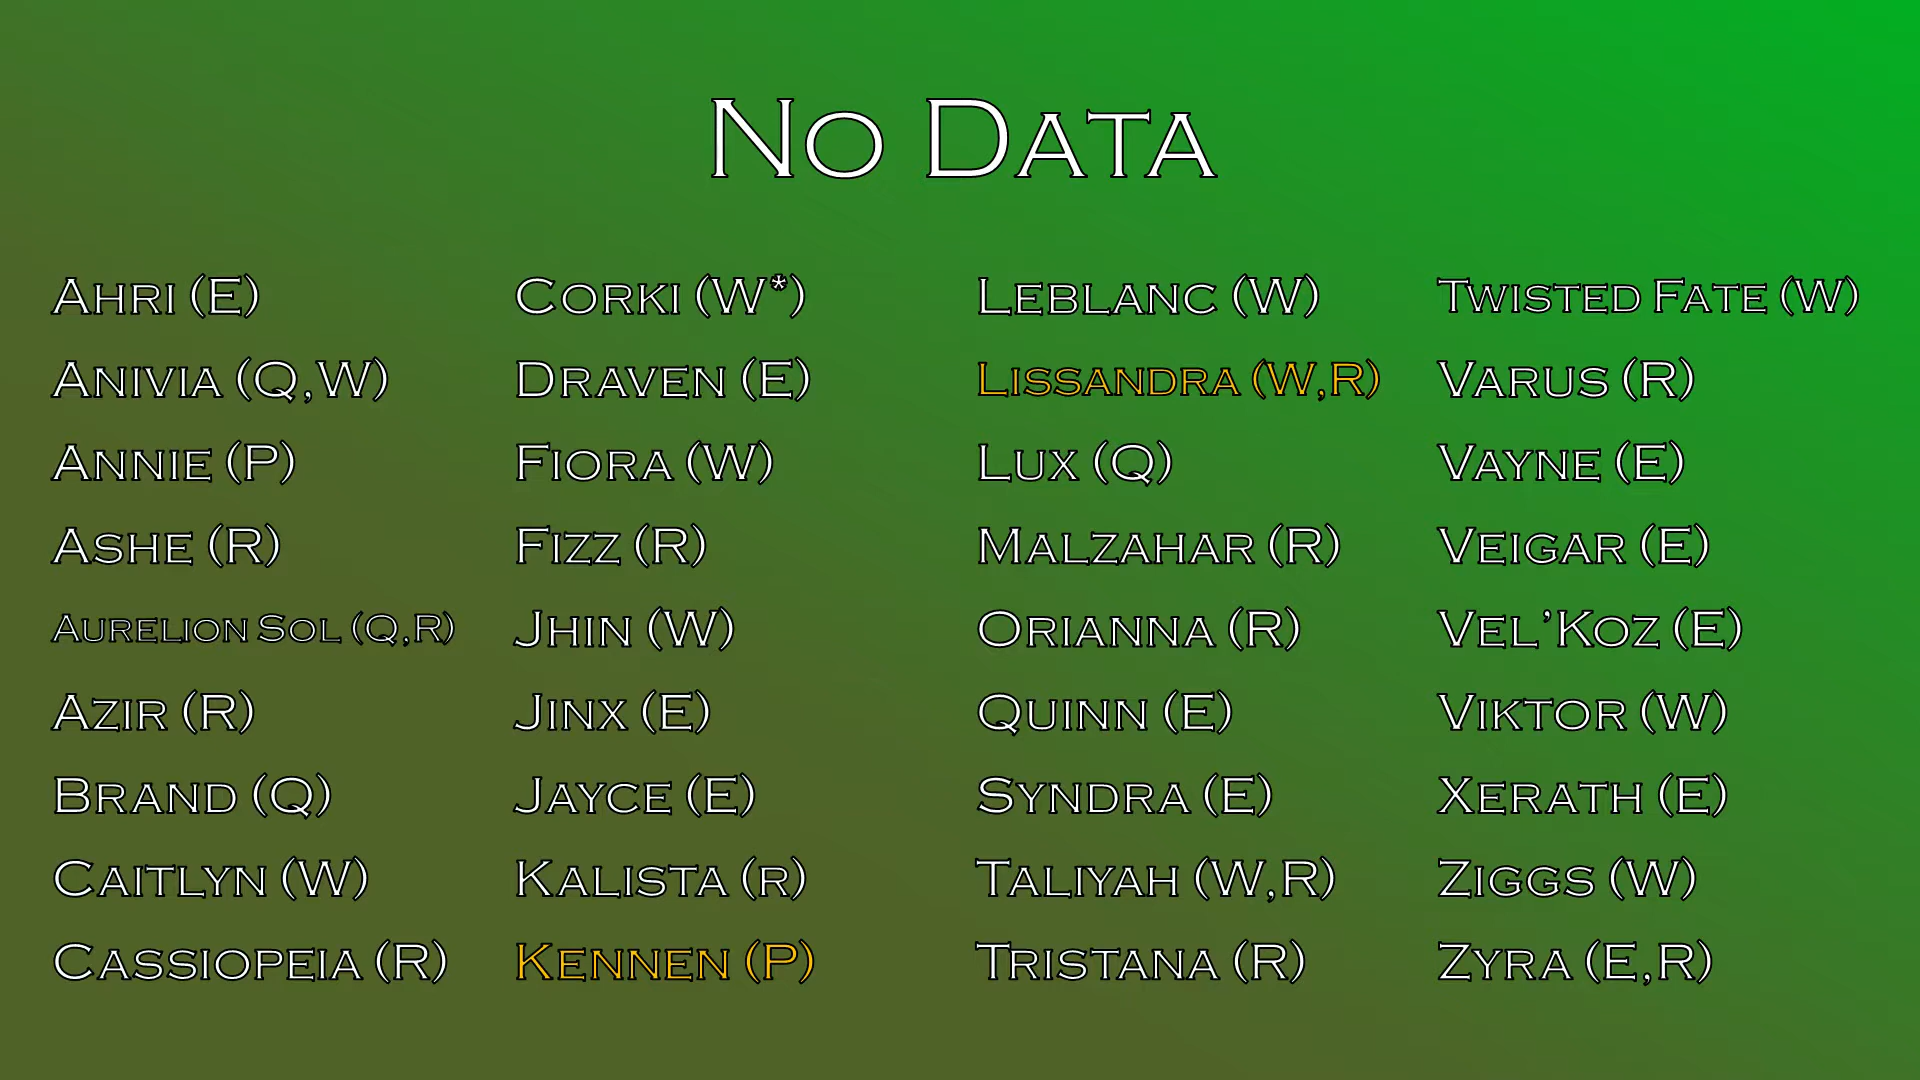 No Data
Ahri (E)
Anivia (Q,W)
Annie (P)
Ashe (R)
Aurelion Sol (Q,R)
Azir (R)
Brand (Q)
Caitlyn (W)
Cassiopeia (R)
Corki (W*)
Draven (E)
Fiora (W)
Fizz (R)
Jhin (W)
Jinx (E)
Jayce (E)
Kalista (r)
Kennen (P)
Leblanc (W)
Lissandra (W,R)
Lux (Q)
Malzahar (R)
Orianna (R)
Quinn (E)
Syndra (E)
Taliyah (W,R)
Tristana (R)
Twisted Fate (W)
Varus (R)
Vayne (E)
Veigar (E)
Vel'Koz (E)
Viktor (W)
Xerath (E)
Ziggs (W)
Zyra (E,R)